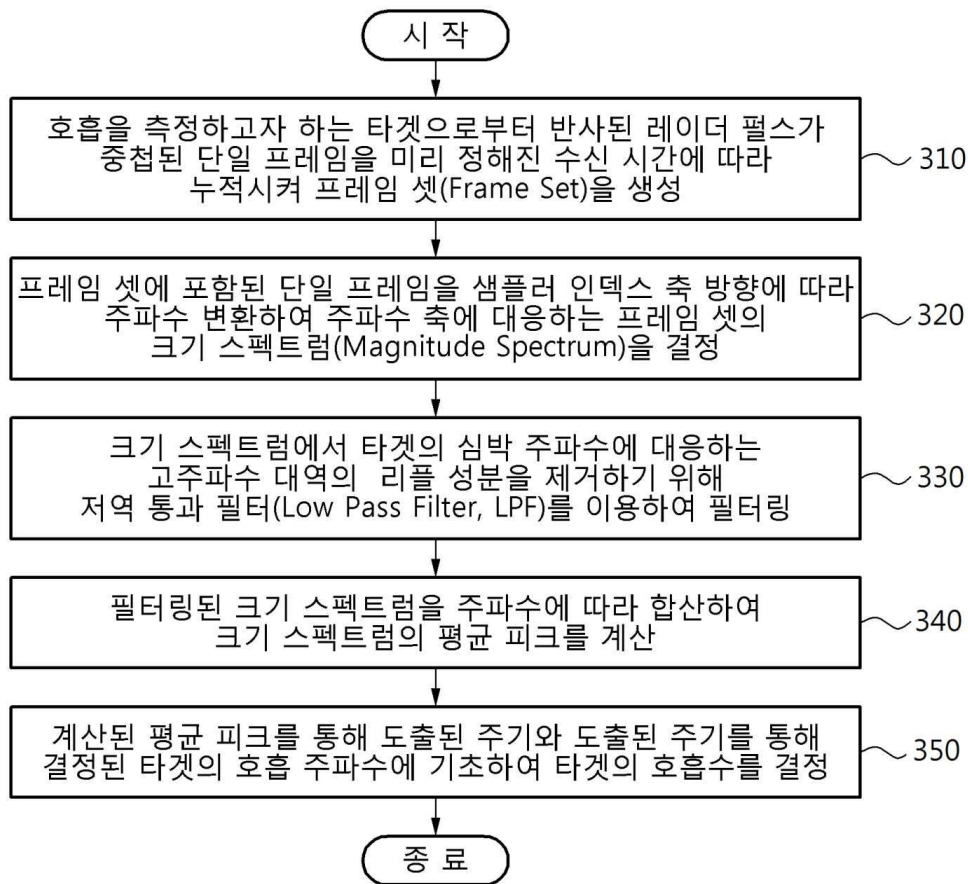 시 작
호흡을 측정하고자 하는 타겟으로부터 반사된 레이더 펄스가
중첩된 단일 프레임을 미리 정해진 수신 시간에 따라
누적시켜 프레임 셋(Frame Set)을 생성
310
프레임 셋에 포함된 단일 프레임을 샘플러 인덱스 축 방향에 따라
주파수 변환하여 주파수 축에 대응하는 프레임 셋의
크기 스펙트럼(Magnitude Spectrum)을 결정
320
크기 스펙트럼에서 타겟의 심박 주파수에 대응하는
고주파수 대역의 리플 성분을 제거하기 위해
저역 통과 필터(Low Pass Filter, LPF)를 이용하여 필터링
330
필터링된 크기 스펙트럼을 주파수에 따라 합산하여
크기 스펙트럼의 평균 피크를 계산
340
계산된 평균 피크를 통해 도출된 주기와 도출된 주기를 통해
결정된 타겟의 호흡 주파수에 기초하여 타겟의 호흡수를 결정
350
종 료